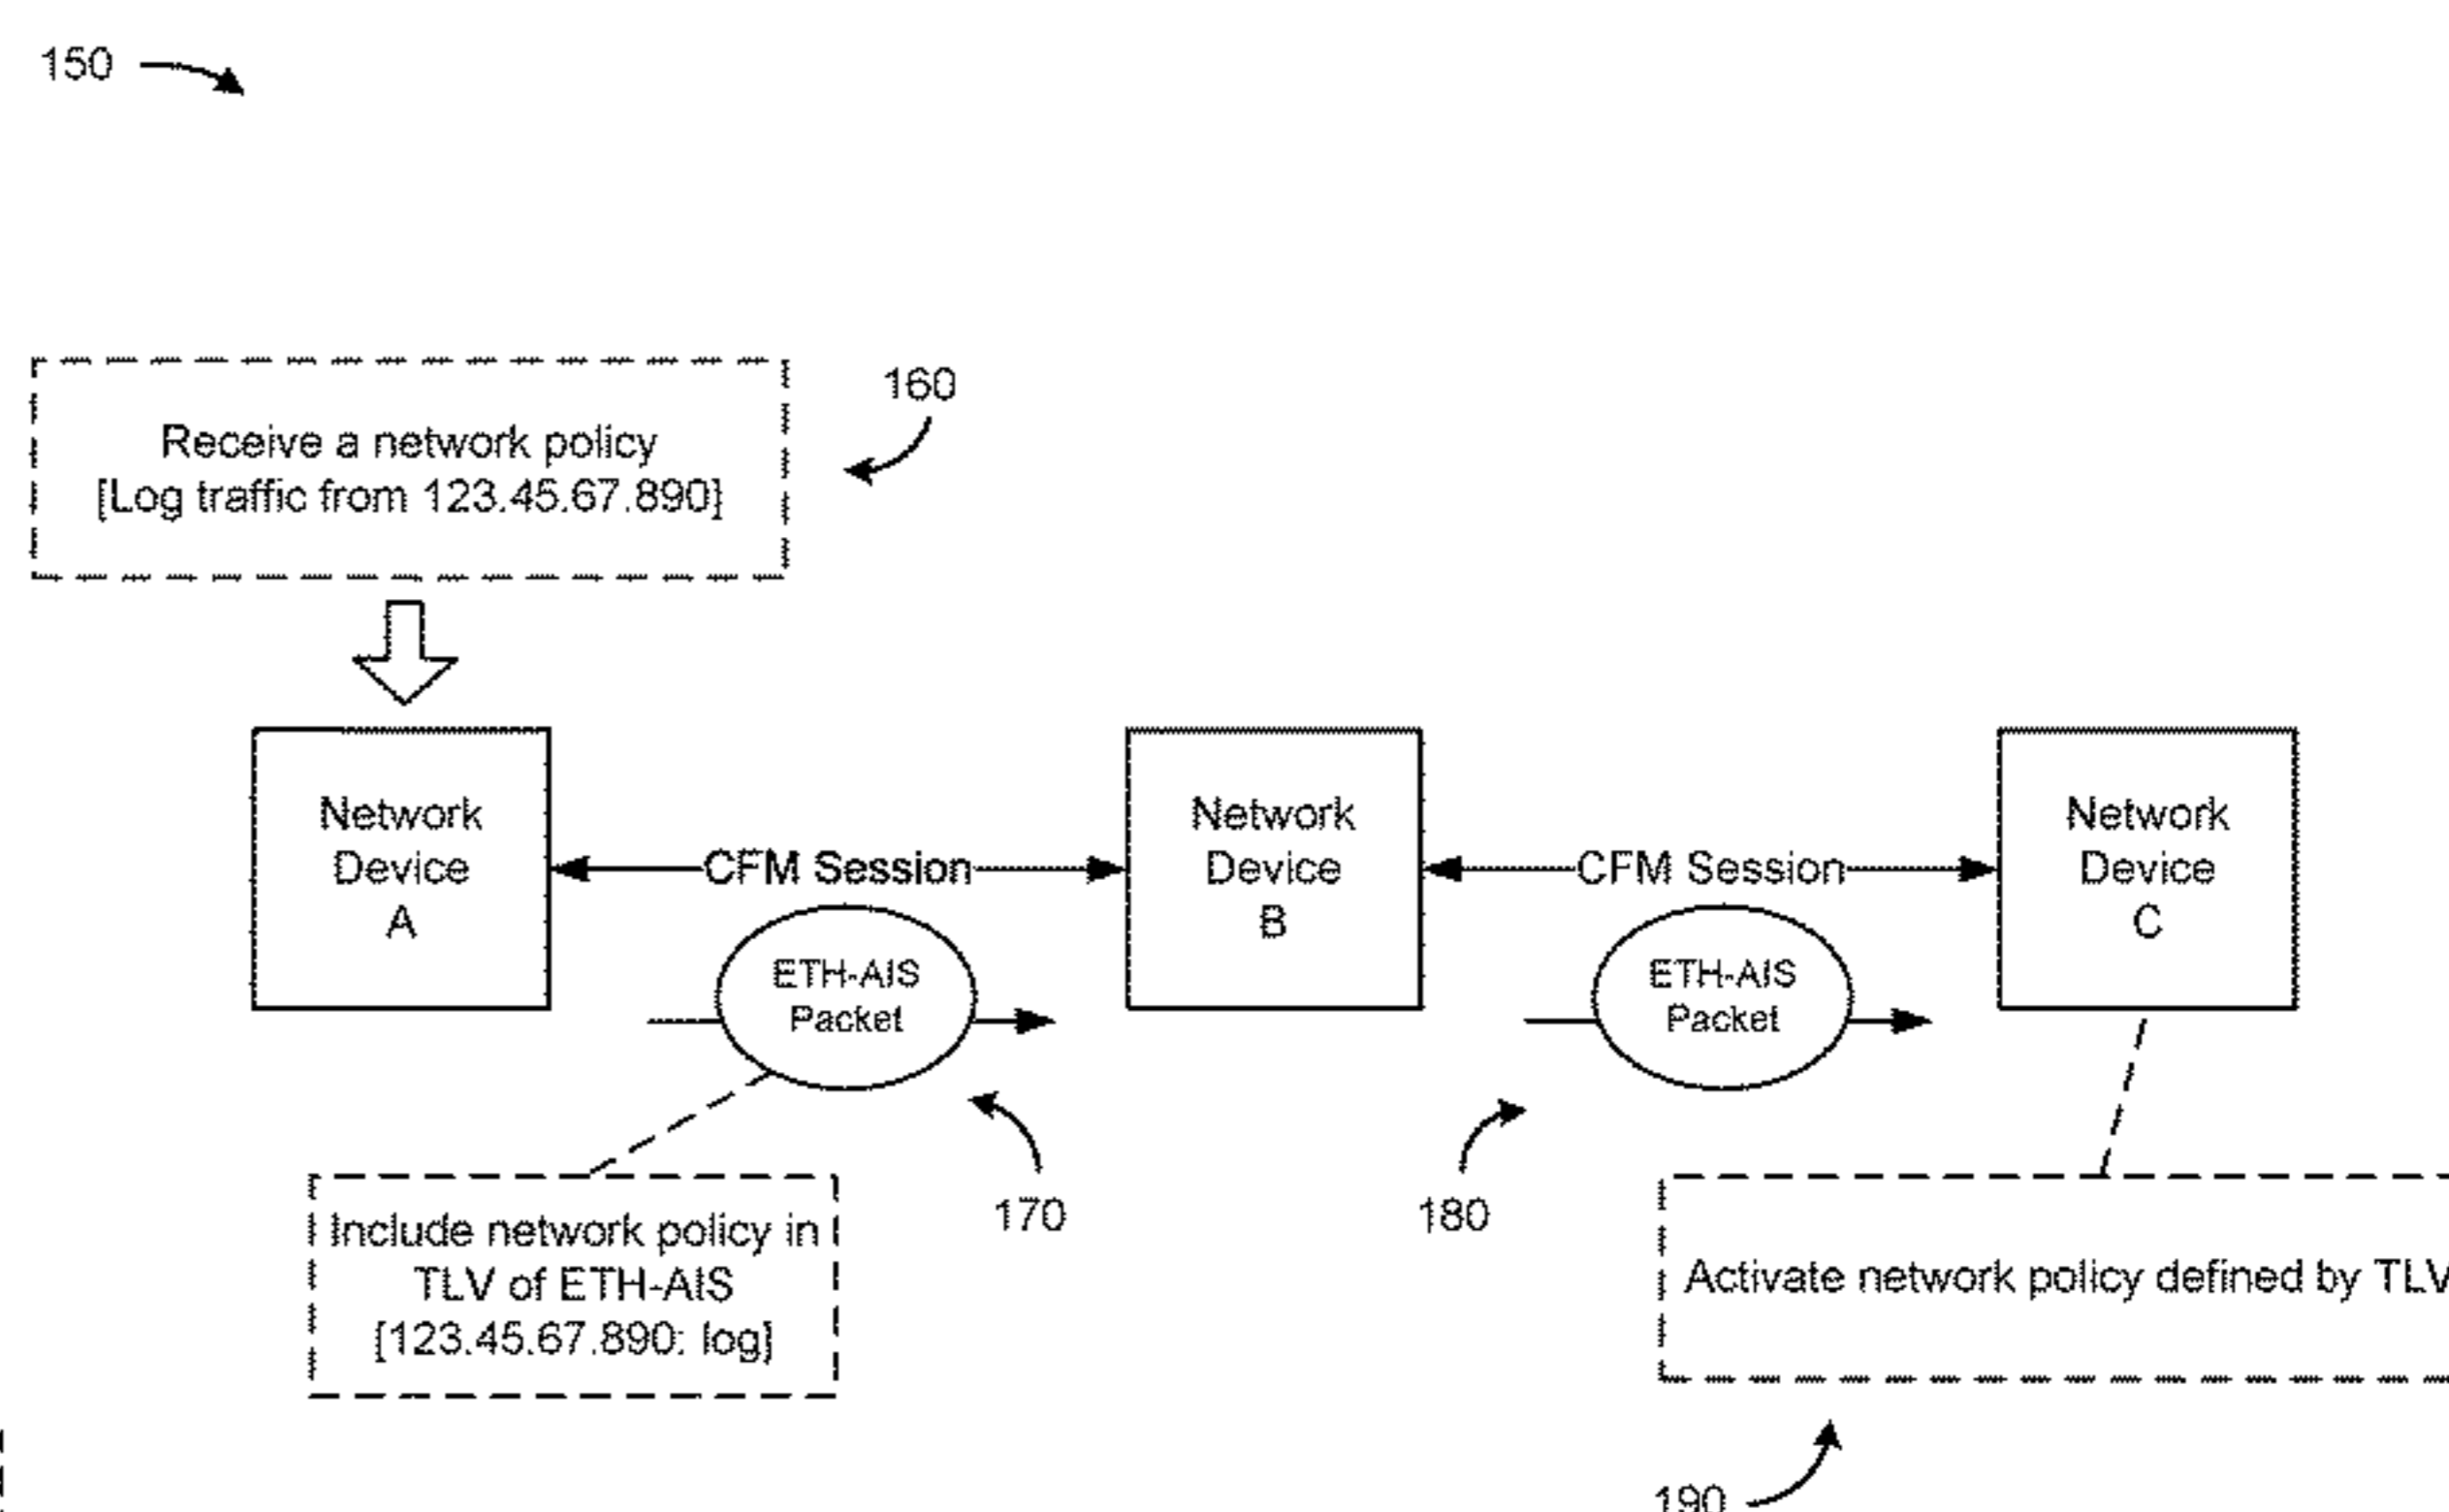 150
160
Receive a network policy
[Log traffic from 123.45.67.890]
Network
Device
A
CFM Session
Network
Device
B
CFM Session
Network
Device
C
ETH-AIS
Packet
ETH-AIS
Packet
170
180
Include network policy in
TLV of ETH-AIS
[123.45.67.890: log]
Activate network policy defined by TLV
190